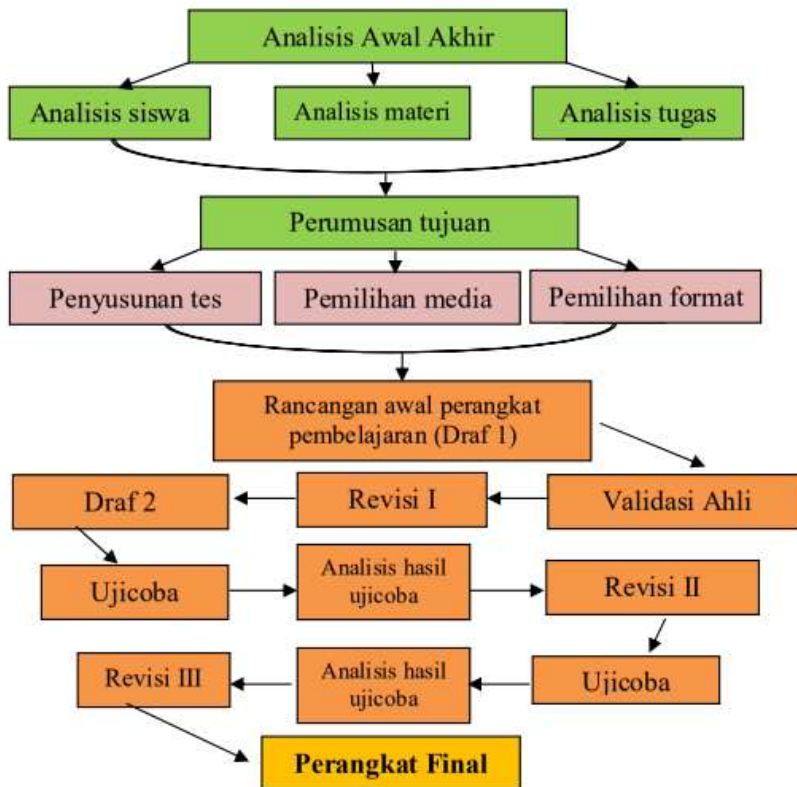 Analisis Awal Akhir
Analisis siswa
Analisis materi
Analisis tugas
Perumusan tujuan
Penyusunan tes
Pemilihan media
Pemilihan format
Rancangan awal perangkat
pembelajaran (Draf 1)
Draf 2
Revisi I
Validasi Ahli
Ujicoba
Analisis hasil
ujicoba
Revisi II
Revisi III
Analisis hasil
ujicoba
Ujicoba
Perangkat Final